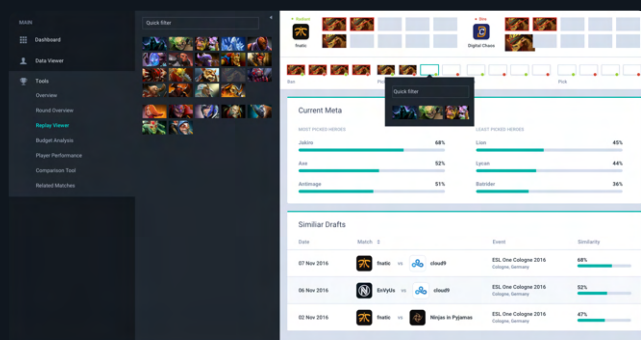 MAIN
Dashboard
Data Viewer
Tools
Overview
Round Overview
Replay Viewer
Budget Analysis
Player Performance
Comparison Tool
Related Matches
Quick filter
Radiant
Fnatic
Dire
Digital Chaos
Ban
Pick
Quick filter
Current Meta
MOST PICKED HEROES
LEAST PICKED HEROES
Jakiro 68%
Lion 45%
Axe 52%
Lycan 44%
Antimage 51%
Batrider 36%
Similiar Drafts
Date Match Event Similarity
07 Nov 2016 fnatic vs cloud9 ESL One Cologne 2016 68%
Cologne, Germany
06 Nov 2016 EnVyUs vs cloud9 ESL One Cologne 2016 52%
Cologne, Germany
02 Nov 2016 fnatic vs Ninjas in Pyjamas ESL One Cologne 2016 47%
Cologne, Germany